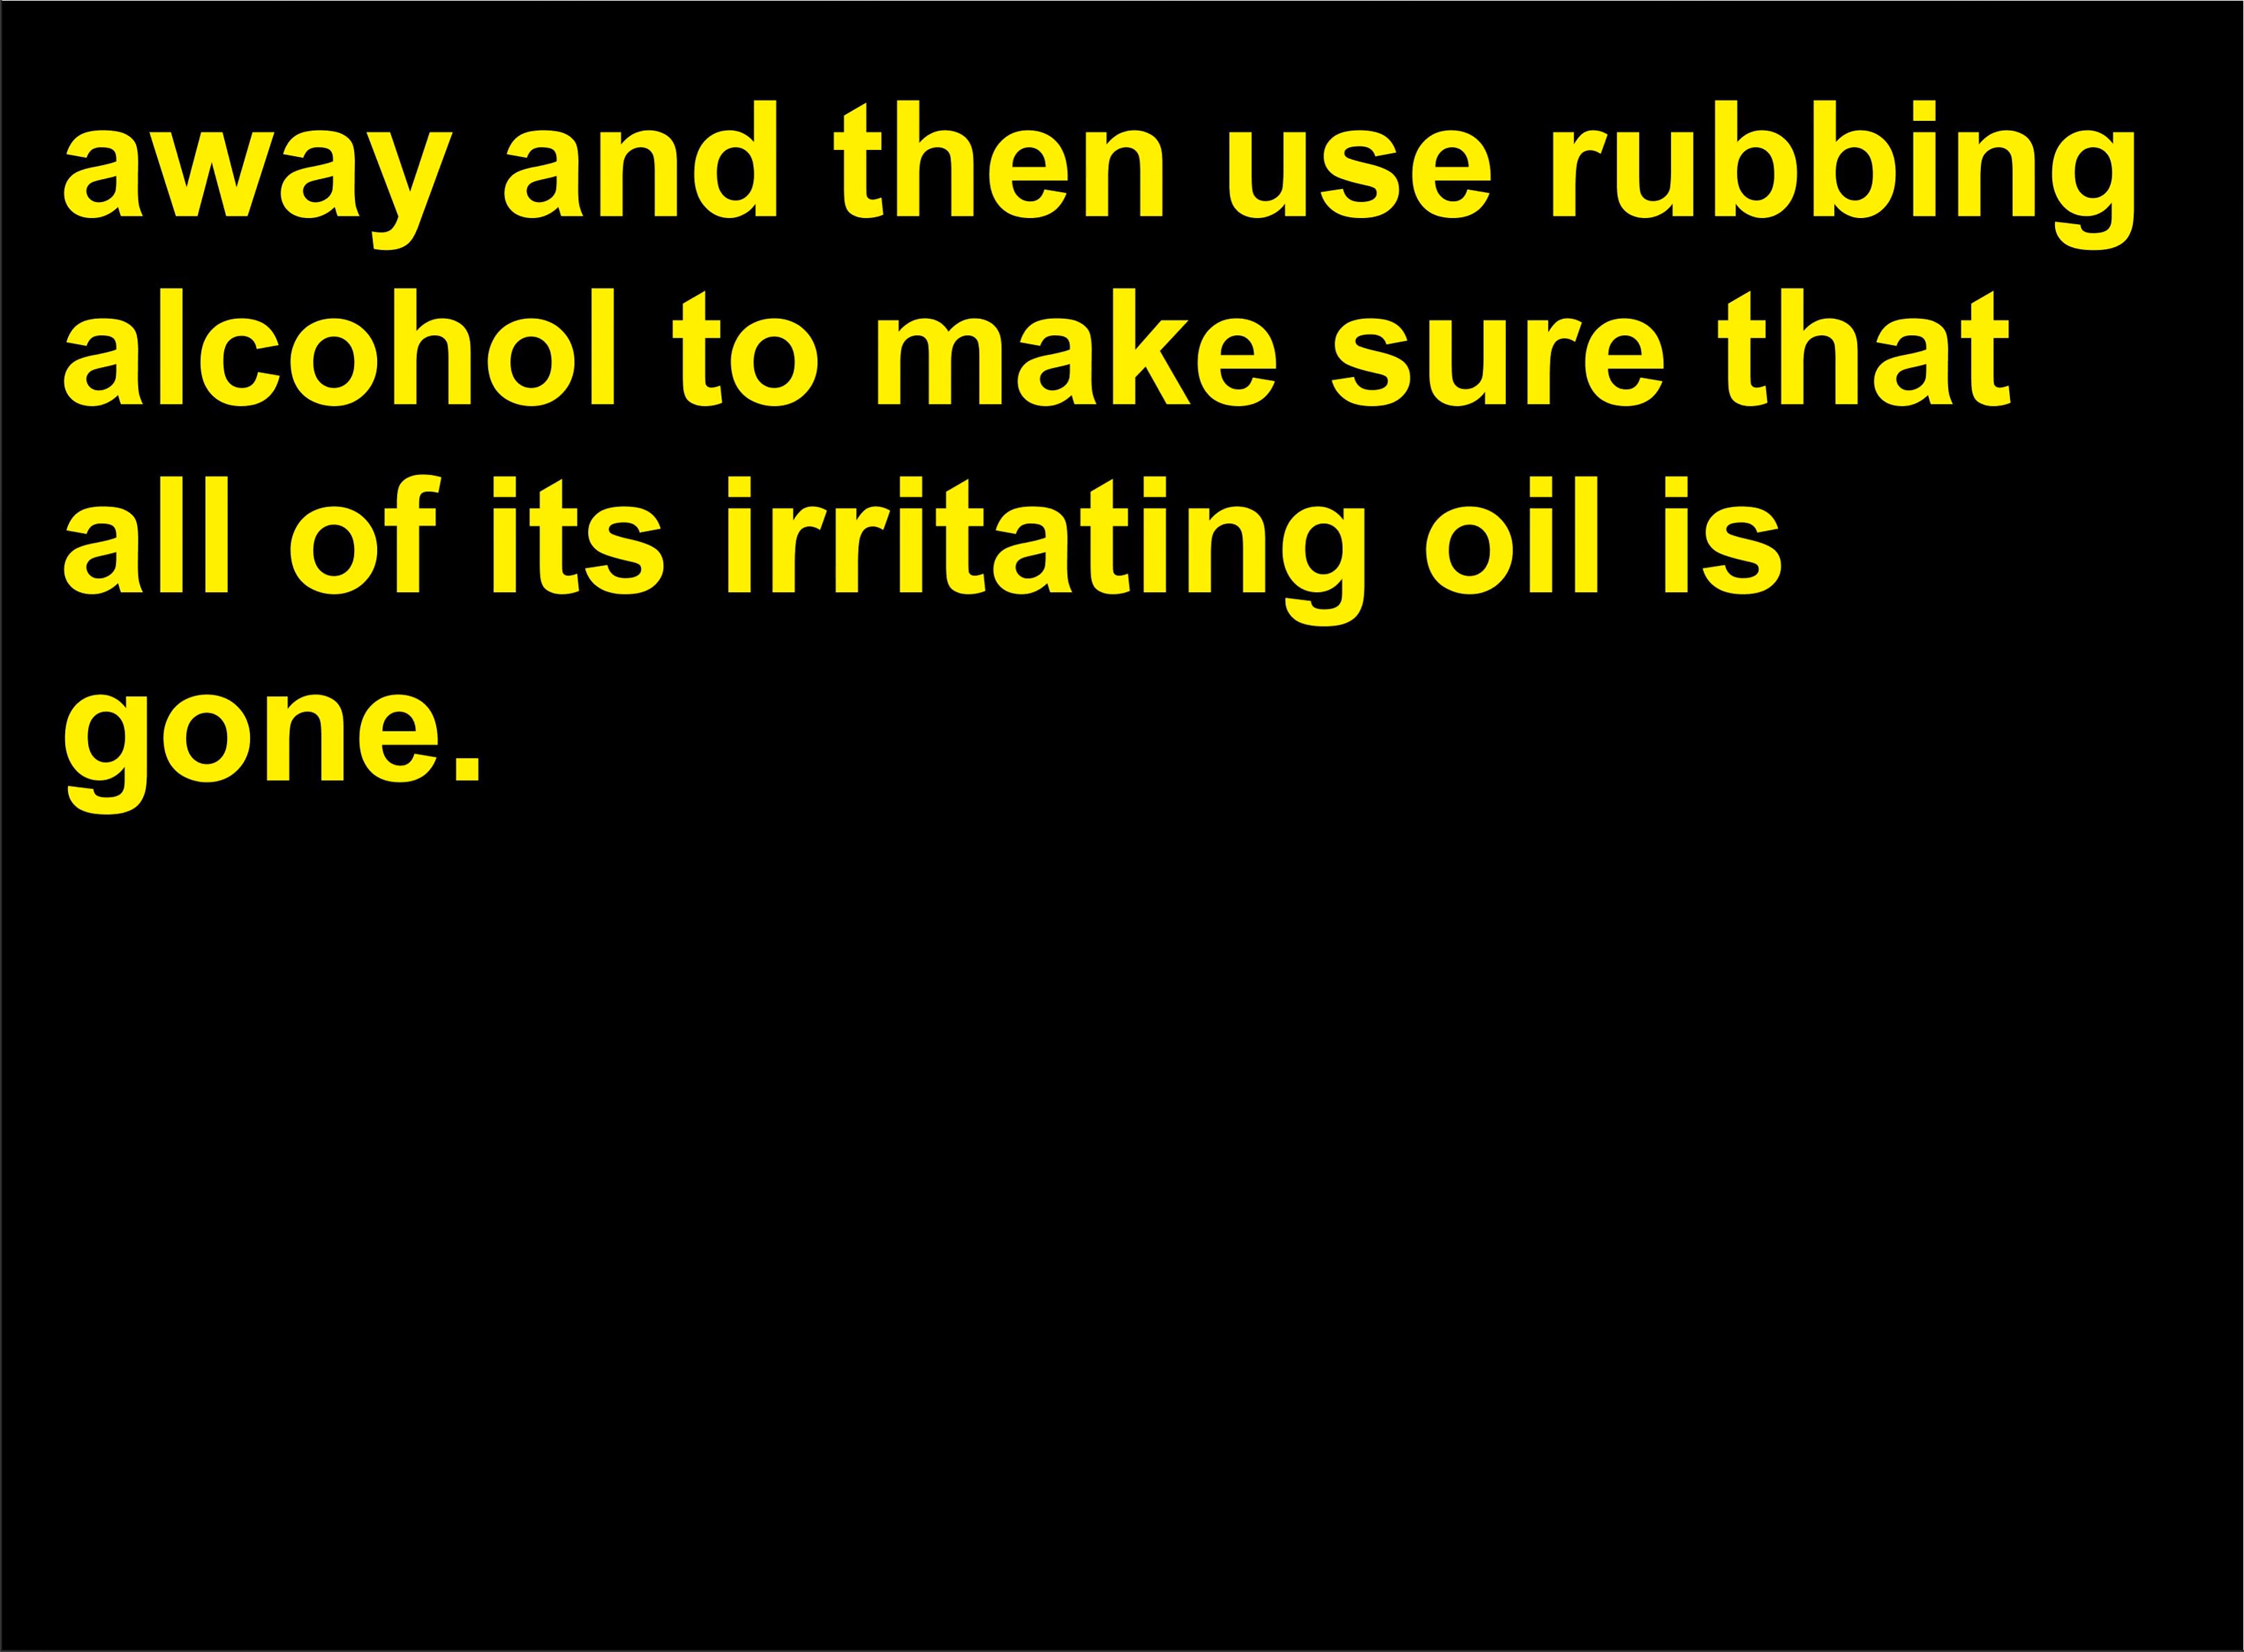 away and then use rubbing
alcohol to make sure that
all of its irritating oil is
gone.